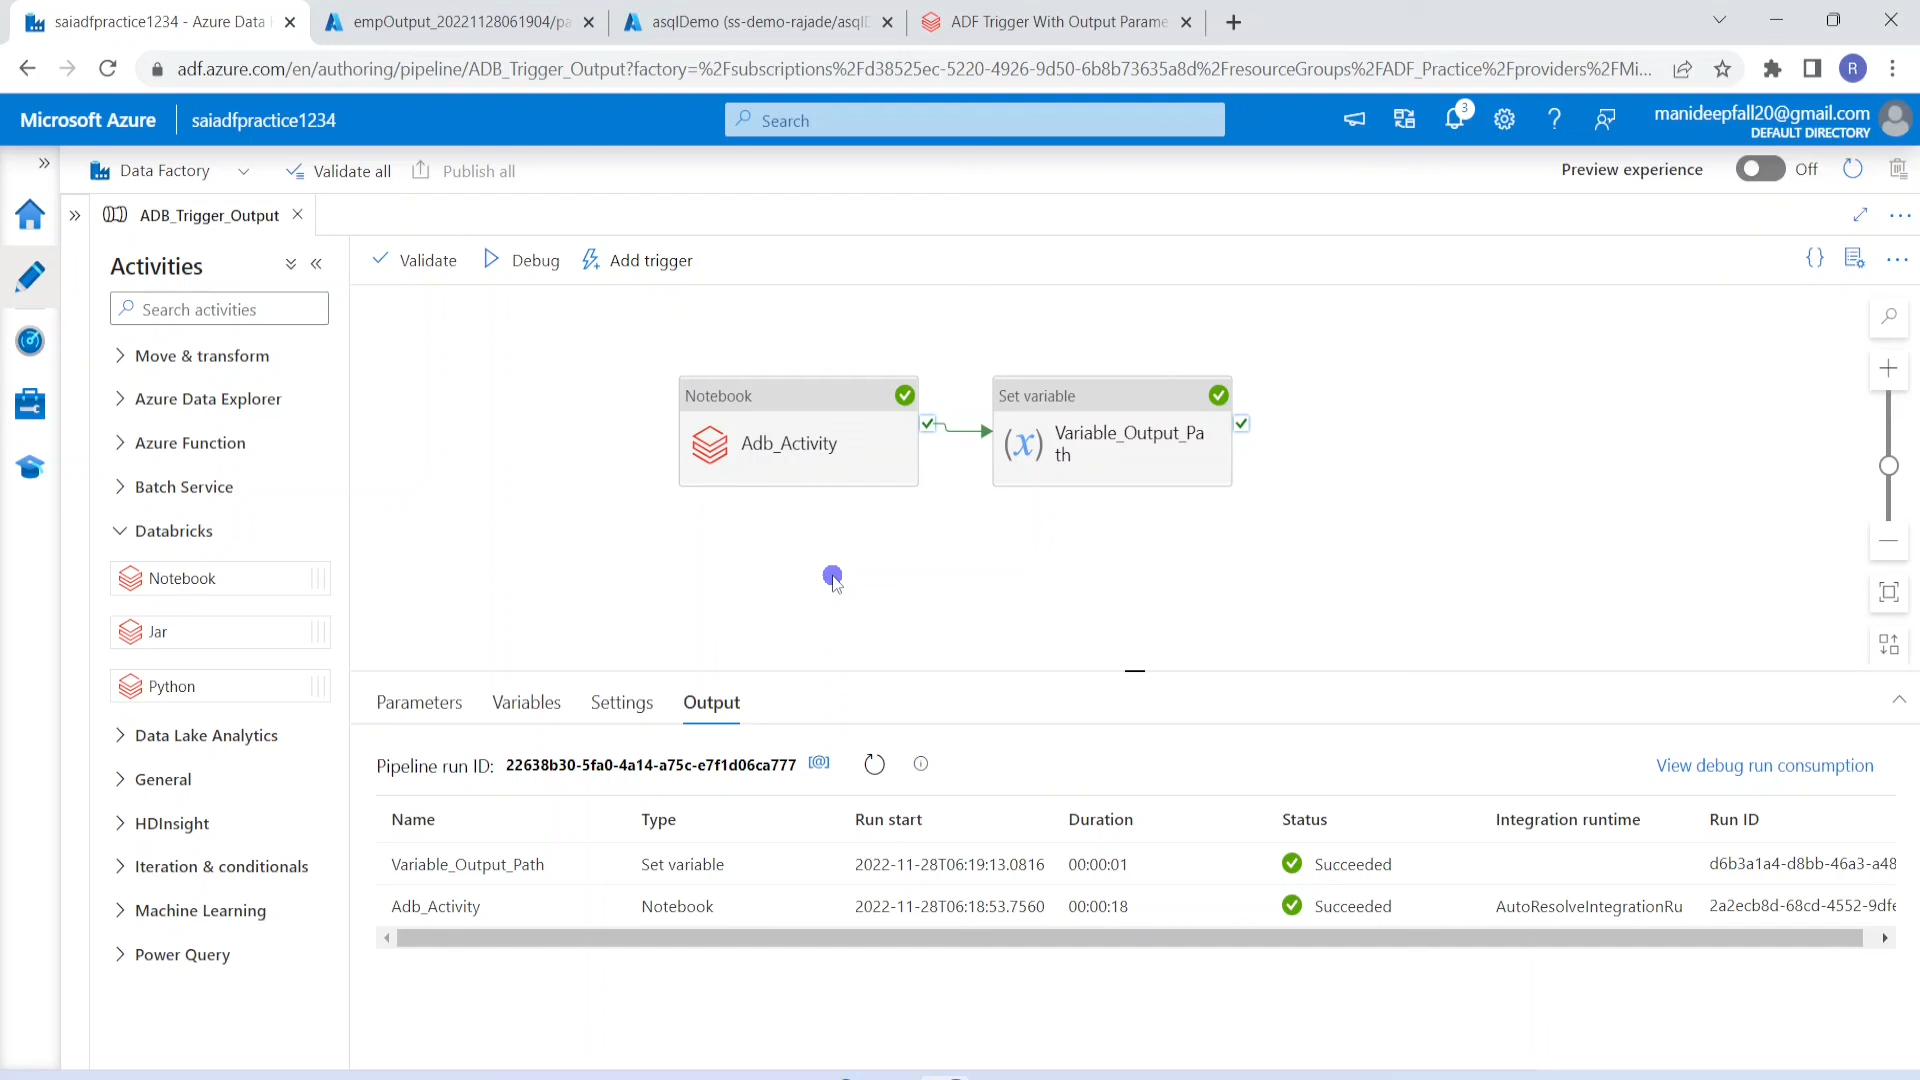 saiadfpractice1234 - Azure Data
empOutput_20221128061904/pa
asqlDemo (ss-demo-rajade/asql
ADF Trigger With Output Parame
adf.azure.com/en/authoring/pipeline/ADB_Trigger_Output?factory=%2Fsubscriptions%2Fd38525ec-5220-4926-9d50-6b8b73635a8d%2FresourceGroups%2FADF_Practice%2Fproviders%2FMi...
R
Microsoft Azure
saiadfpractice1234
Search
3
manideepfall20@gmail.com
DEFAULT DIRECTORY
Data Factory
Validate all
Publish all
Preview experience
Off
ADB_Trigger_Output
Activities
Search activities
Move & transform
Azure Data Explorer
Azure Function
Batch Service
Databricks
Notebook
Jar
Python
Data Lake Analytics
General
HDInsight
Iteration & conditionals
Machine Learning
Power Query
Validate
Debug
Add trigger
Notebook
Adb_Activity
Set variable
(x)
Variable_Output_Pa
th
Parameters
Variables
Settings
Output
Pipeline run ID: 22638b30-5fa0-4a14-a75c-e7f1d06ca777
View debug run consumption
Name Type Run start Duration Status Integration runtime Run ID
Variable_Output_Path Set variable 2022-11-28T06:19:13.0816 00:00:01 Succeeded d6b3a1a4-d8bb-46a3-a48
Adb_Activity Notebook 2022-11-28T06:18:53.7560 00:00:18 Succeeded AutoResolveIntegrationRu 2a2ecb8d-68cd-4552-9dfe